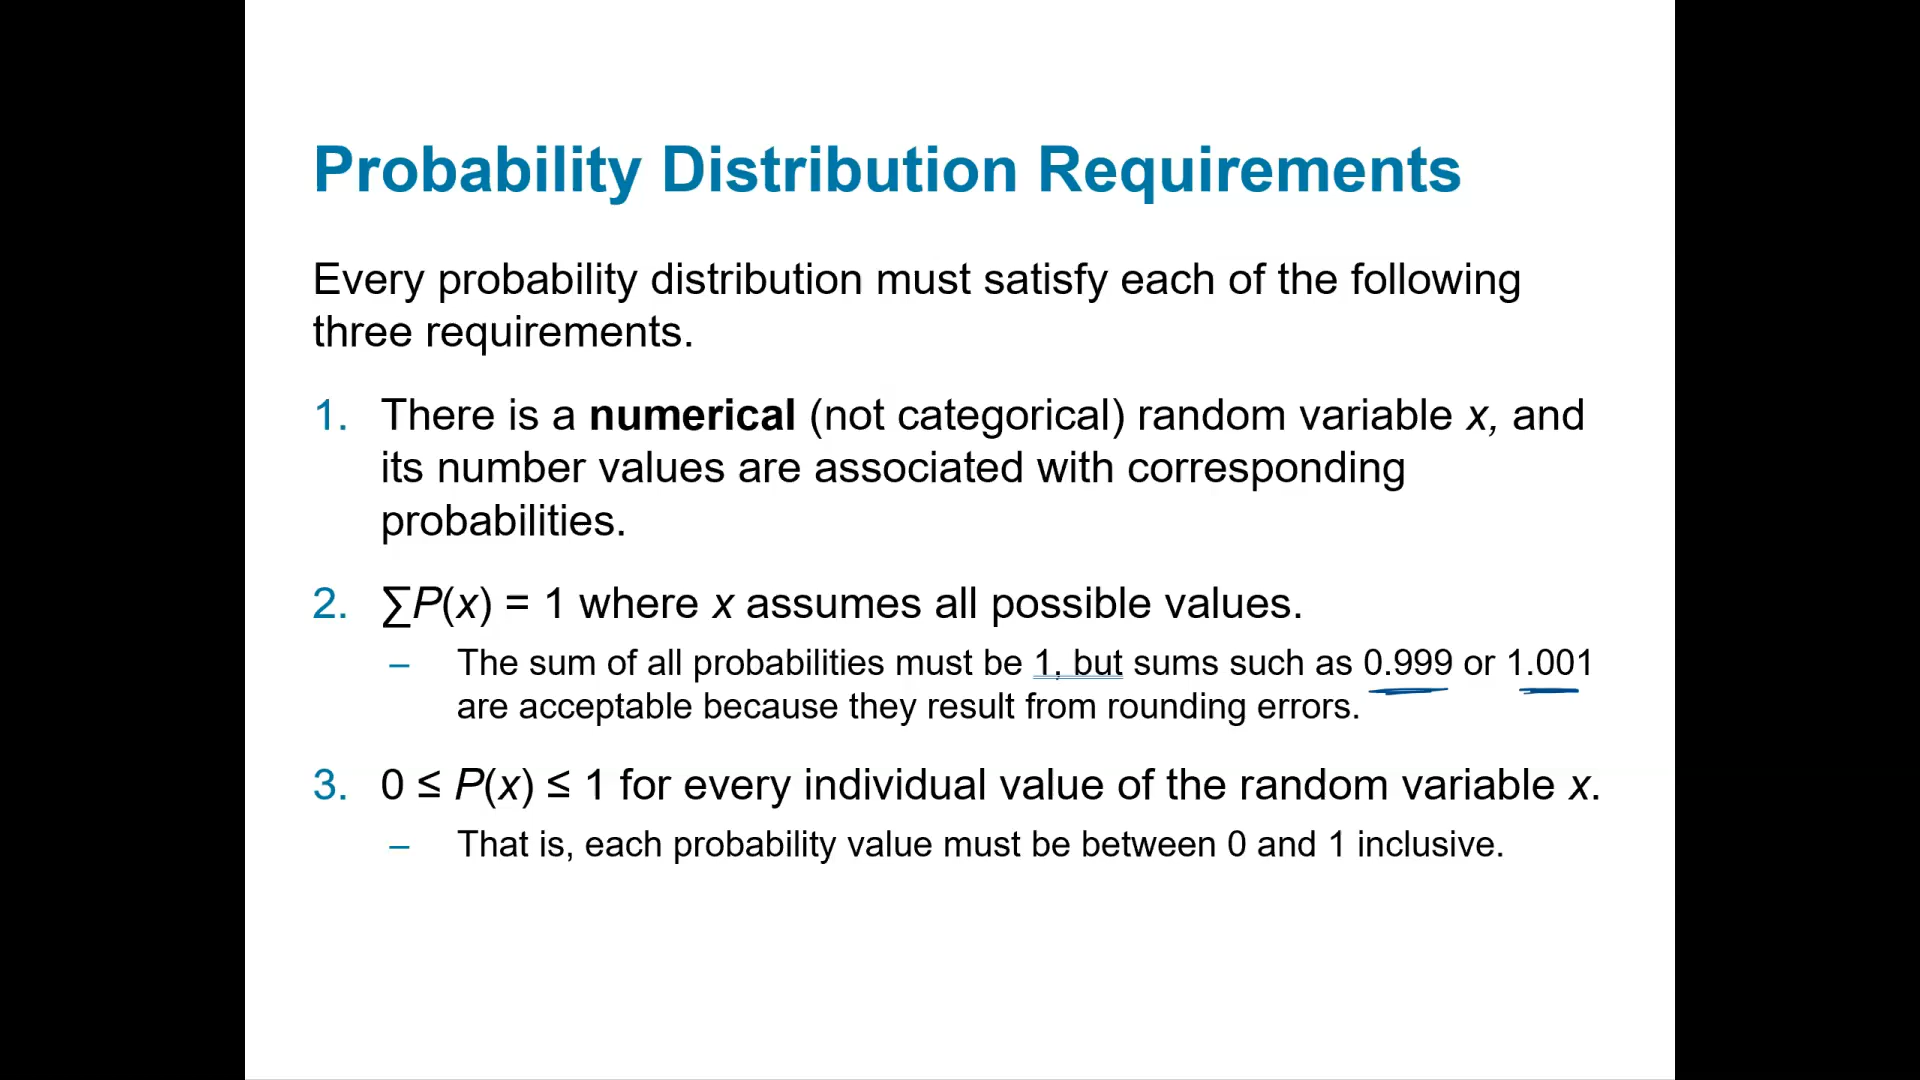 Probability Distribution Requirements
Every probability distribution must satisfy each of the following
three requirements.
1. There is a numerical (not categorical) random variable x, and
its number values are associated with corresponding
probabilities.
2. ∑P(x) = 1 where x assumes all possible values.
– The sum of all probabilities must be 1, but sums such as 0.999 or 1.001
are acceptable because they result from rounding errors.
3. 0 ≤ P(x) ≤ 1 for every individual value of the random variable x.
– That is, each probability value must be between 0 and 1 inclusive.